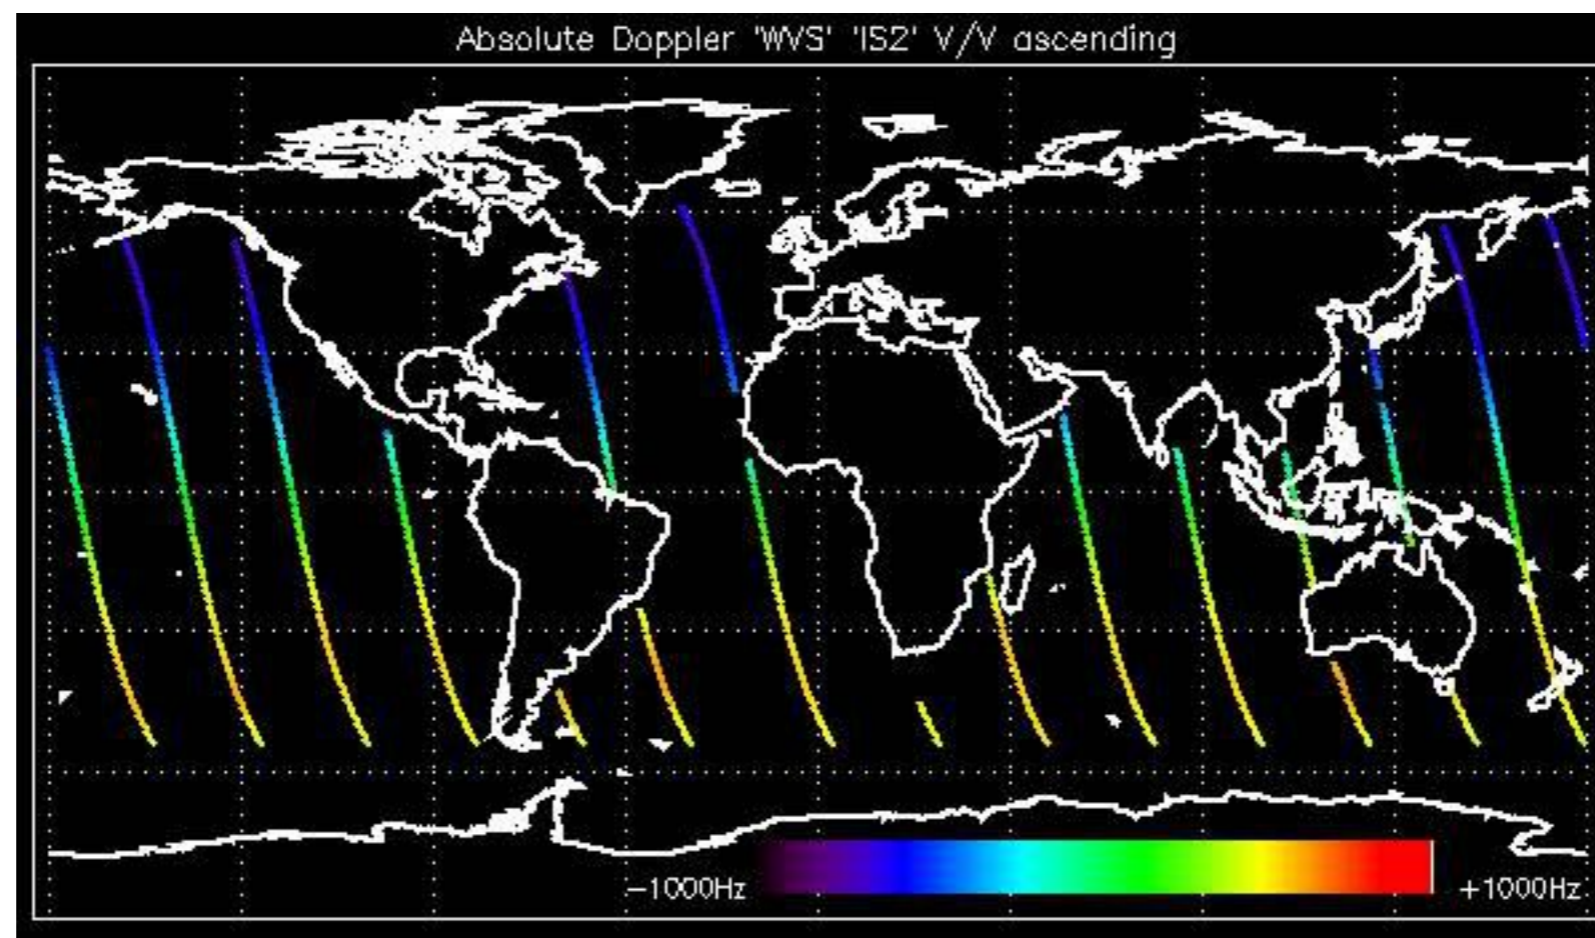 Absolute Doppler 'WVS' 'IS2' V/V ascending
−1000Hz +1000Hz